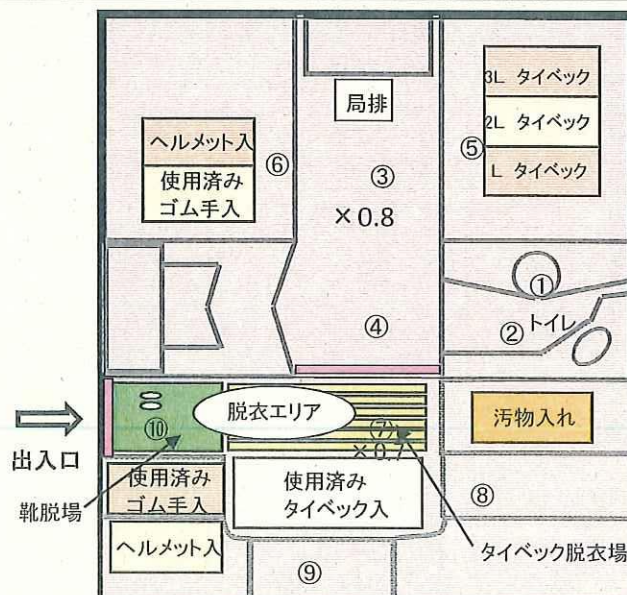 局排
3L タイベック
2L タイベック
L タイベック
⑤
ヘルメット入
使用済み
ゴム手入
⑥
③
×0.8
①
④
②
トイレ
出入口
⑩
脱衣エリア
⑦
×0.7
汚物入れ
靴脱場
使用済み
ゴム手入
ヘルメット入
使用済み
タイベック入
⑧
タイベック脱衣場
⑨